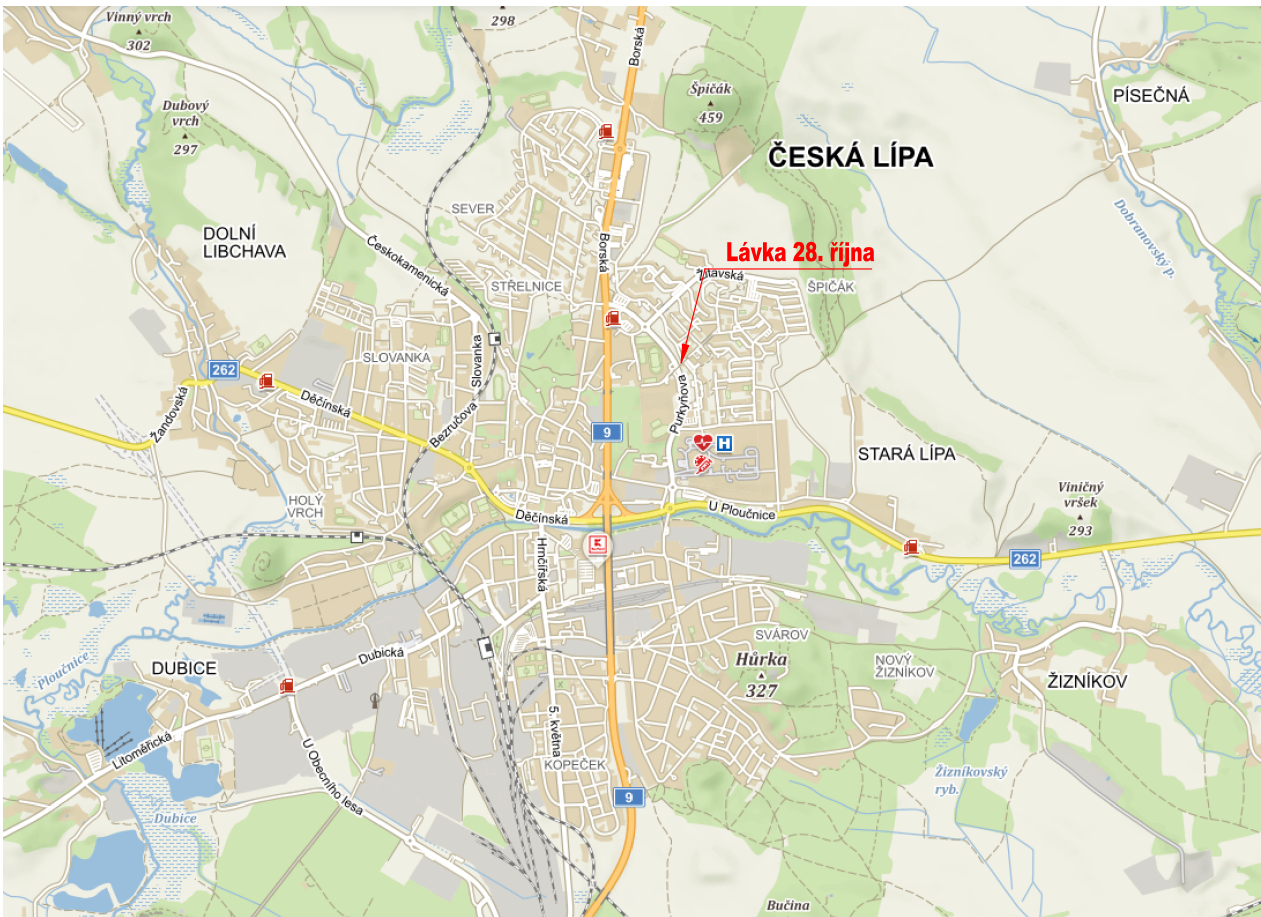 Vinný vrch
302
298
Borská
Špičák
459
PÍSEČNÁ
Dubový
vrch
297
ČESKÁ LÍPA
SEVER
Dobranovský p.
DOLNÍ
LIBCHAVA
Českokamenická
Borská
Lávka 28. října
Žitavská
STŘELNICE
ŠPIČÁK
SLOVANKA
262
Děčínská
Žandovská
Bezručova - Slovanka
Purkyňova
9
H
STARÁ LÍPA
HOLÝ
VRCH
Viničný
vršek
293
Děčínská
U Ploučnice
262
Hrnčířská
Ploučnice
Dubická
SVÁROV
DUBICE
Hůrka
327
NOVÝ
ŽIZNÍKOV
ŽIZNÍKOV
Litoměřická
U Obecního lesa
5. května
KOPEČEK
Žizníkovský
ryb.
9
Dubice
Bučina